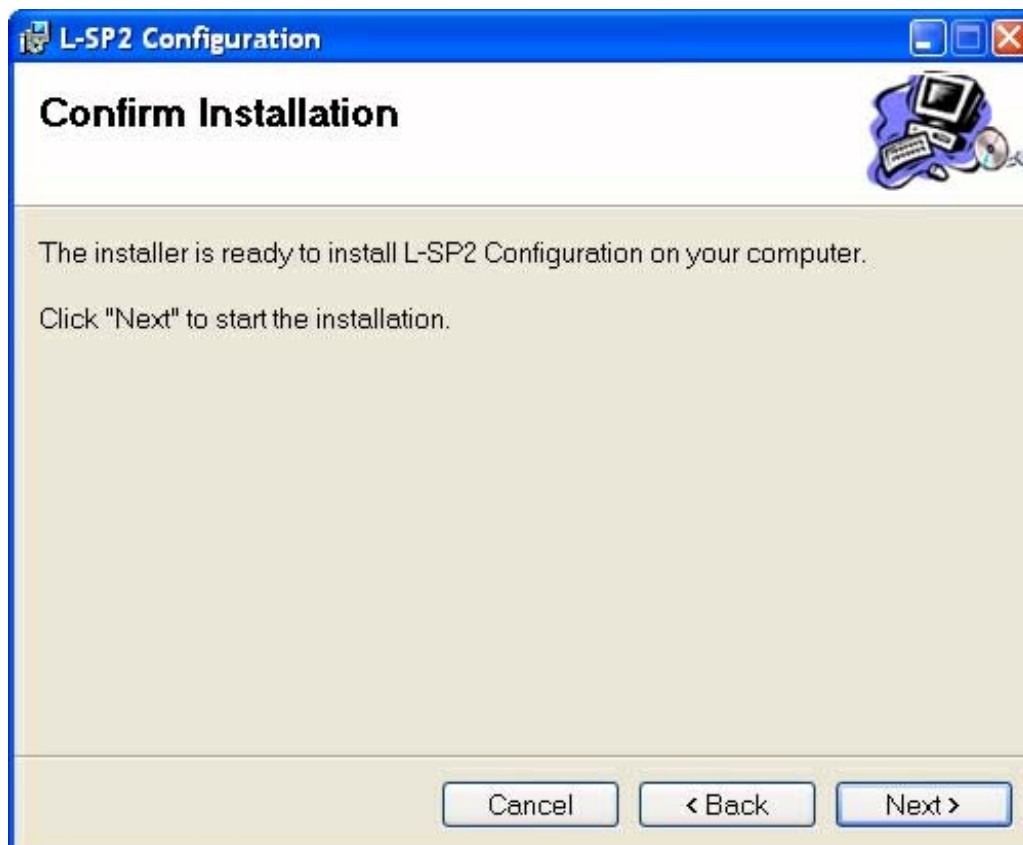 L-SP2 Configuration
Confirm Installation
The installer is ready to install L-SP2 Configuration on your computer.
Click "Next" to start the installation.
Cancel
< Back
Next >